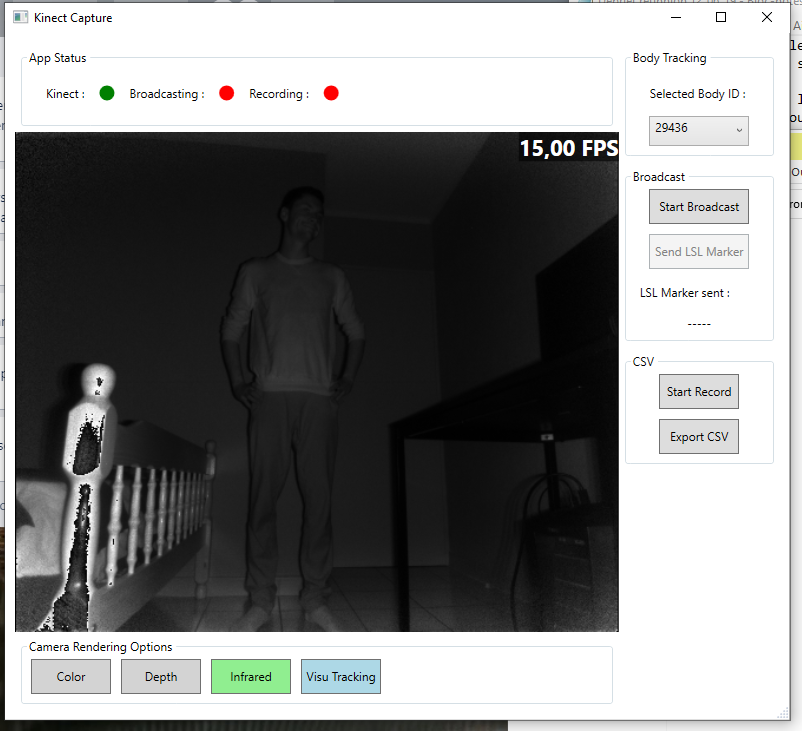 Kinect Capture
App Status
Kinect :
Broadcasting :
Recording :
15,00 FPS
Body Tracking
Selected Body ID :
29436
Broadcast
Start Broadcast
Send LSL Marker
LSL Marker sent :
-----
CSV
Start Record
Export CSV
Camera Rendering Options
Color
Depth
Infrared
Visu Tracking